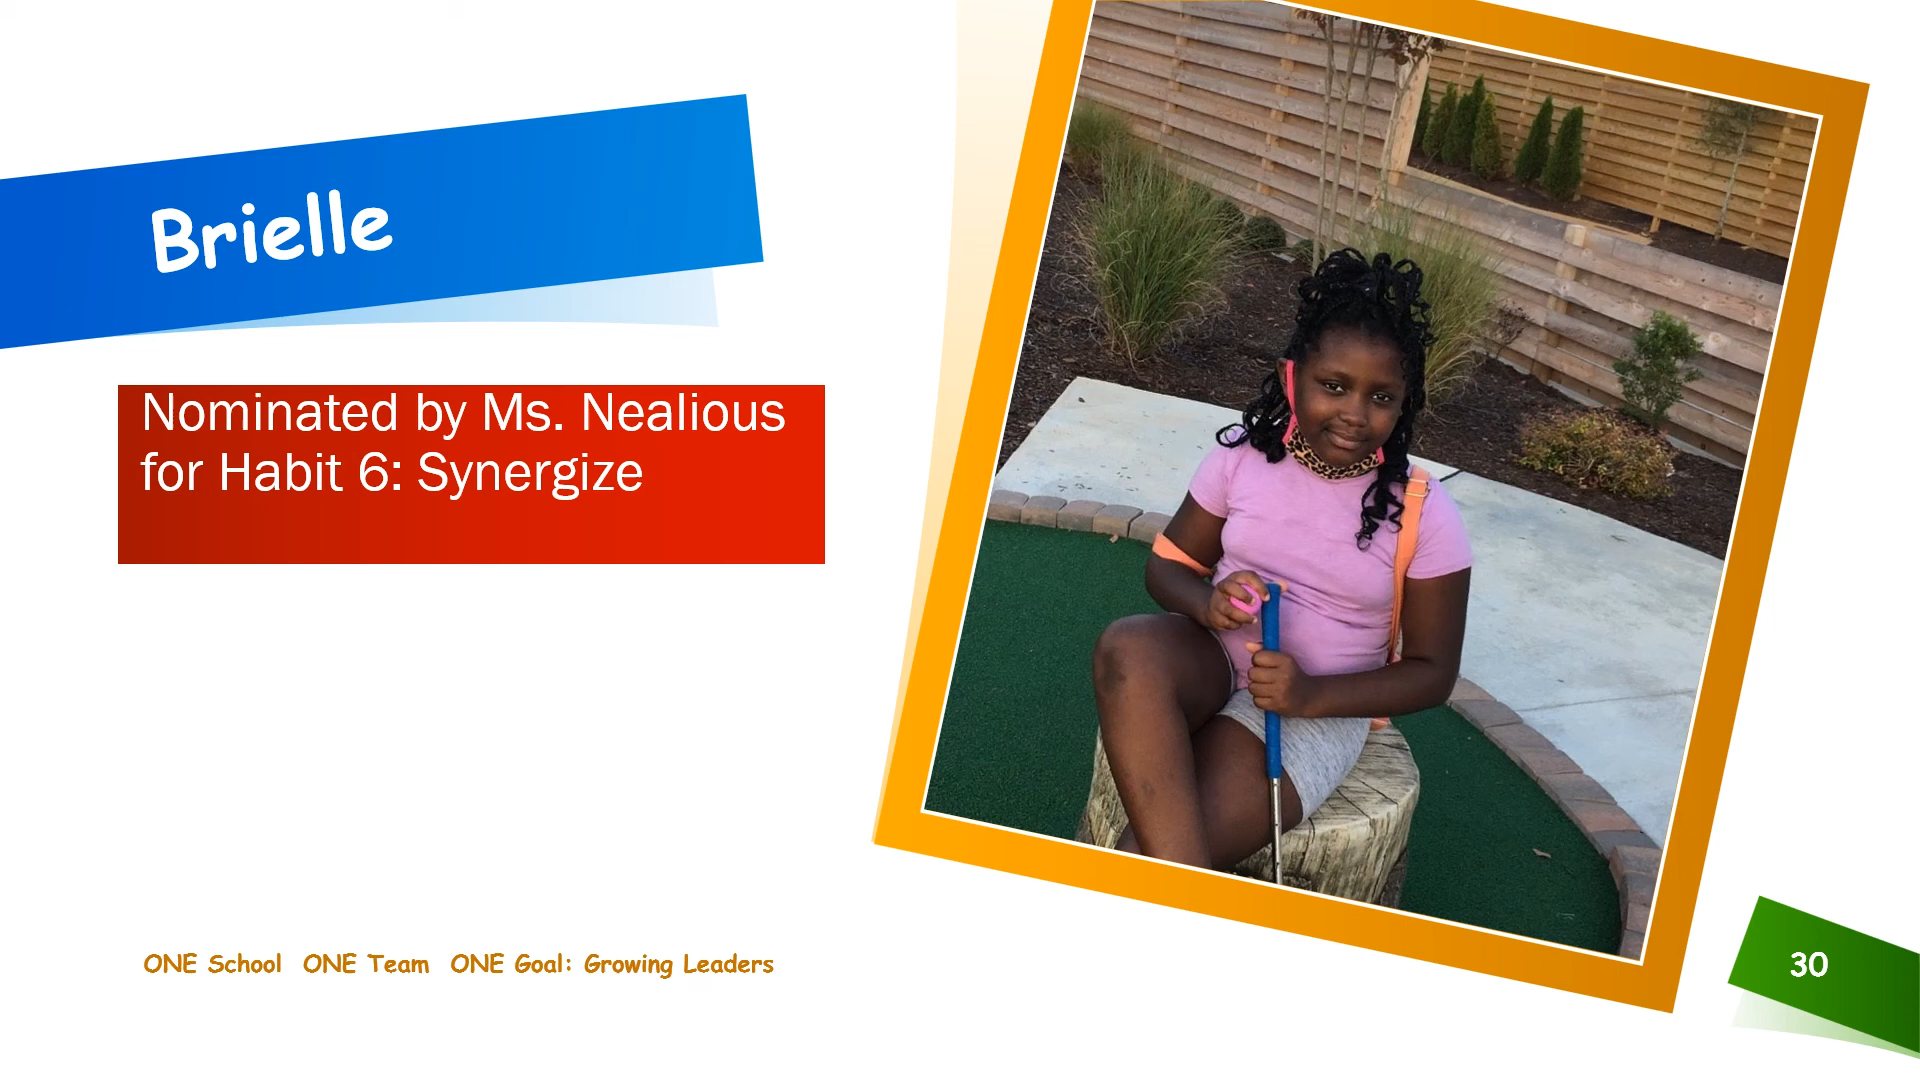 Brielle
Nominated by Ms. Nealious
for Habit 6: Synergize
ONE School ONE Team ONE Goal: Growing Leaders
30